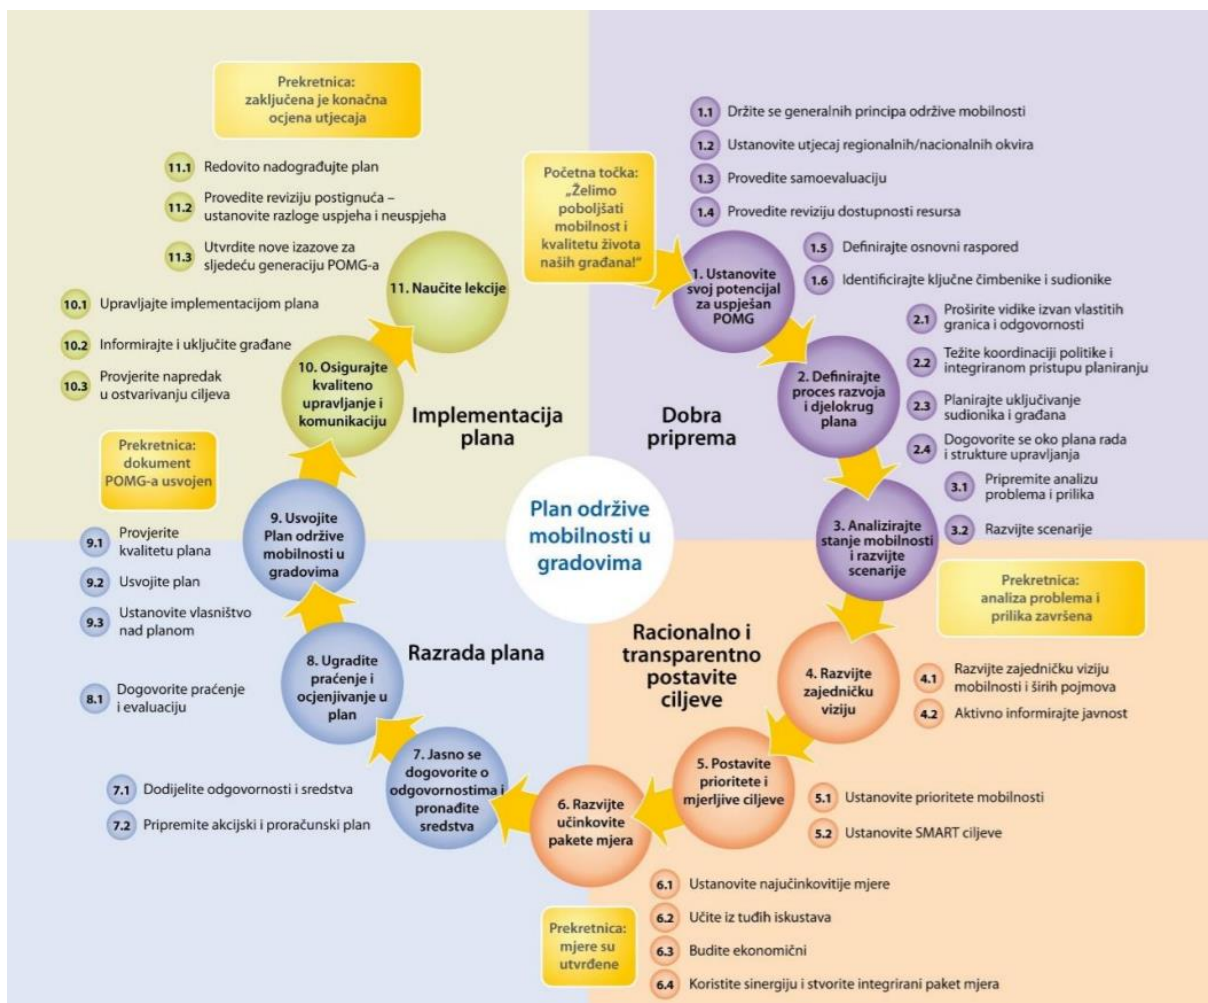 Početna točka:
„Želimo
poboljšati
mobilnost i
kvalitetu života
naših građana!“
Plan održive
mobilnosti u
gradovima
Dobra
priprema
1. Ustanovite
svoj potencijal
za uspješan
POMG
1.1 Držite se generalnih principa održive mobilnosti
1.2 Ustanovite utjecaj regionalnih/nacionalnih okvira
1.3 Provedite samoevaluaciju
1.4 Provedite reviziju dostupnosti resursa
1.5 Definirajte osnovni raspored
1.6 Identificirajte ključne čimbenike i sudionike
2. Definirajte
proces razvoja
i djelokrug
plana
2.1 Proširite vidike izvan vlastitih
granica i odgovornosti
2.2 Težite koordinaciji politike i
integriranom pristupu planiranju
2.3 Planirajte uključivanje
sudionika i građana
2.4 Dogovorite se oko plana rada
i strukture upravljanja
3. Analizirajte
stanje mobilnosti
i razvijte
scenarije
3.1 Pripremite analizu
problema i prilika
3.2 Razvijte scenarije
Prekretnica:
analiza problema i
prilika završena
Racionalno i
transparentno
postavite
ciljeve
4. Razvijte
zajedničku
viziju
4.1 Razvijte zajedničku viziju
mobilnosti i širih pojmova
4.2 Aktivno informirajte javnost
5. Postavite
prioritete i
mjerljive ciljeve
5.1 Ustanovite prioritete mobilnosti
5.2 Ustanovite SMART ciljeve
6. Razvijte
učinkovite
pakete mjera
6.1 Ustanovite najučinkovitije mjere
6.2 Učite iz tuđih iskustava
6.3 Budite ekonomični
6.4 Koristite sinergiju i stvorite integrirani paket mjera
Prekretnica:
mjere su
utvrđene
Razrada plana
7. Jasno se
dogovorite o
odgovornostima i
pronađite
sredstva
7.1 Dodijelite odgovornosti i sredstva
7.2 Pripremite akcijski i proračunski plan
8. Ugradite
praćenje i
ocjenjivanje u
plan
8.1 Dogovorite praćenje
i evaluaciju
9. Usvojite
Plan održive
mobilnosti u
gradovima
9.1 Provjerite
kvalitetu plana
9.2 Usvojite plan
9.3 Ustanovite vlasništvo
nad planom
Prekretnica:
dokument
POMG-a usvojen
Implementacija
plana
10. Osigurajte
kvaliteno
upravljanje i
komunikaciju
10.1 Upravljajte implementacijom plana
10.2 Informirajte i uključite građane
10.3 Provjerite napredak
u ostvarivanju ciljeva
11. Naučite lekcije
11.1 Redovito nadograđujte plan
11.2 Provedite reviziju postignuća –
ustanovite razloge uspjeha i neuspjeha
11.3 Utvrdite nove izazove za
sljedeću generaciju POMG-a
Prekretnica:
zaključena je konačna
ocjena utjecaja